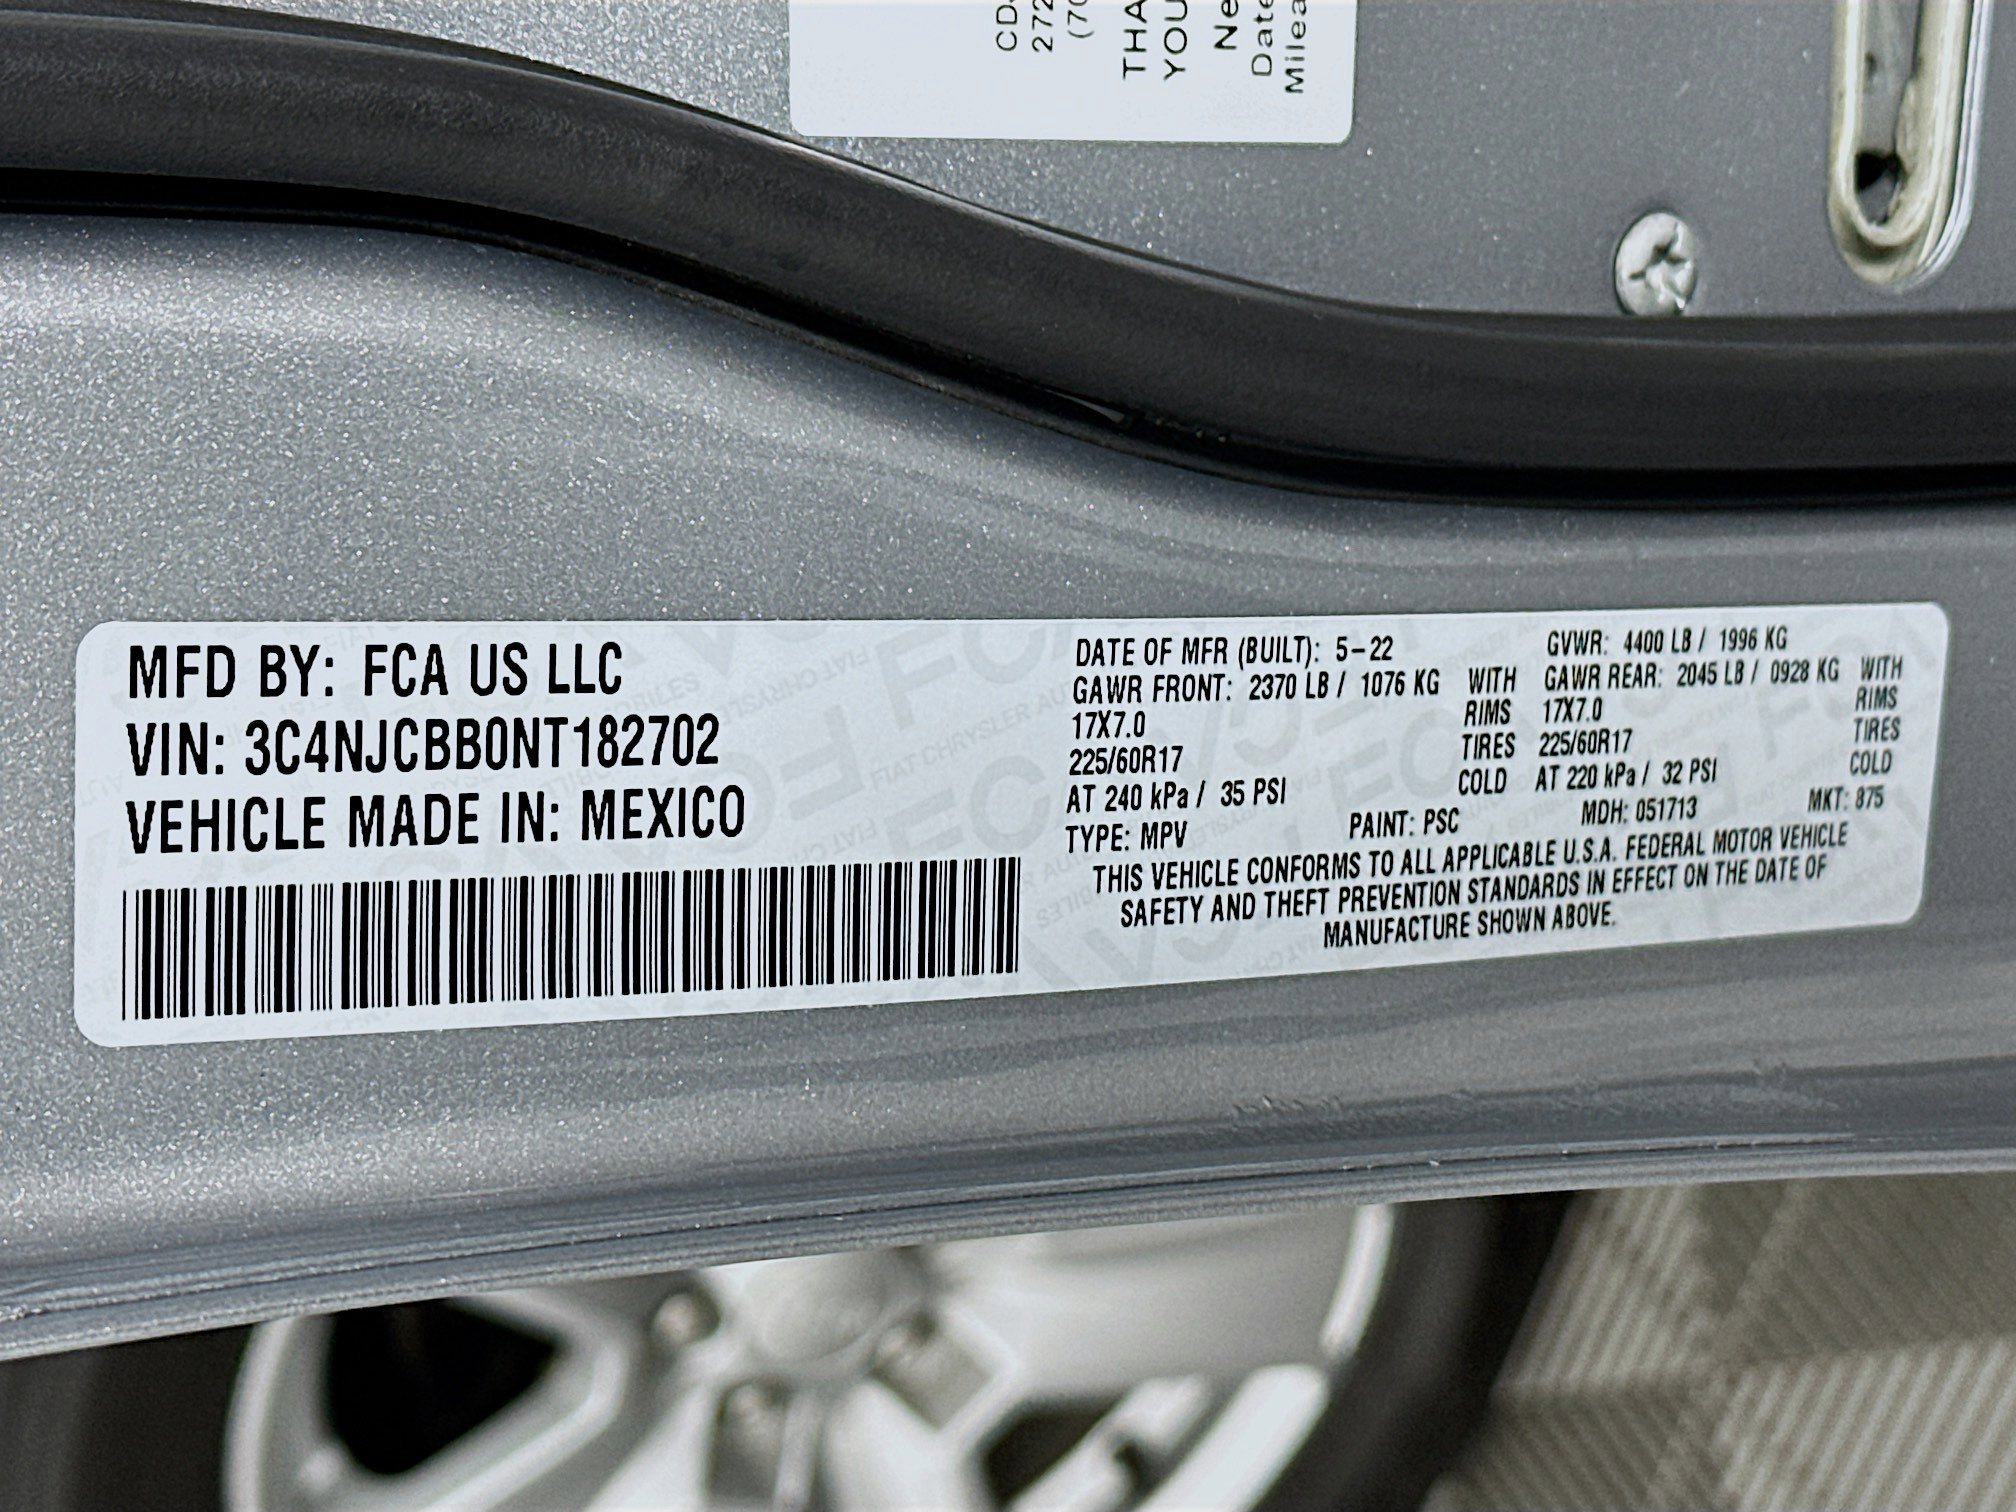 CD
272
(70
THA
YOU
Ne
Date
Milea
MFD BY: FCA US LLC
VIN: 3C4NJCBB0NT182702
VEHICLE MADE IN: MEXICO
DATE OF MFR (BUILT): 5-22 GVWR: 4400 LB / 1996 KG
GAWR FRONT: 2370 LB / 1076 KG WITH GAWR REAR: 2045 LB / 0928 KG WITH
17X7.0 RIMS 17X7.0 RIMS
225/60R17 TIRES 225/60R17 TIRES
AT 240 kPa / 35 PSI COLD AT 220 kPa / 32 PSI COLD
TYPE: MPV PAINT: PSC MDH: 051713 MKT: 875
THIS VEHICLE CONFORMS TO ALL APPLICABLE U.S.A. FEDERAL MOTOR VEHICLE
SAFETY AND THEFT PREVENTION STANDARDS IN EFFECT ON THE DATE OF
MANUFACTURE SHOWN ABOVE.